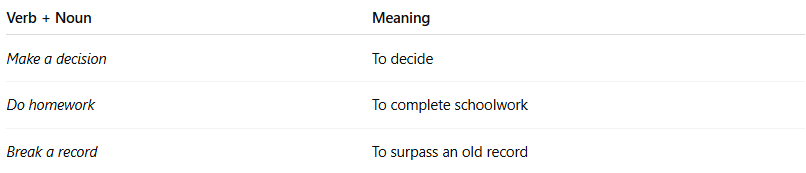 Verb + Noun Meaning
Make a decision To decide
Do homework To complete schoolwork
Break a record To surpass an old record